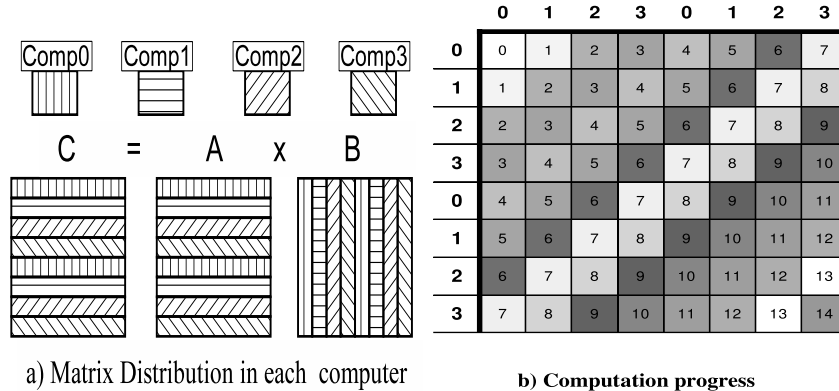 Comp0 Comp1 Comp2 Comp3
C = A x B
a) Matrix Distribution in each computer
0 1 2 3 0 1 2 3
0 0 1 2 3 4 5 6 7
1 1 2 3 4 5 6 7 8
2 2 3 4 5 6 7 8 9
3 3 4 5 6 7 8 9 10
0 4 5 6 7 8 9 10 11
1 5 6 7 8 9 10 11 12
2 6 7 8 9 10 11 12 13
3 7 8 9 10 11 12 13 14
b) Computation progress